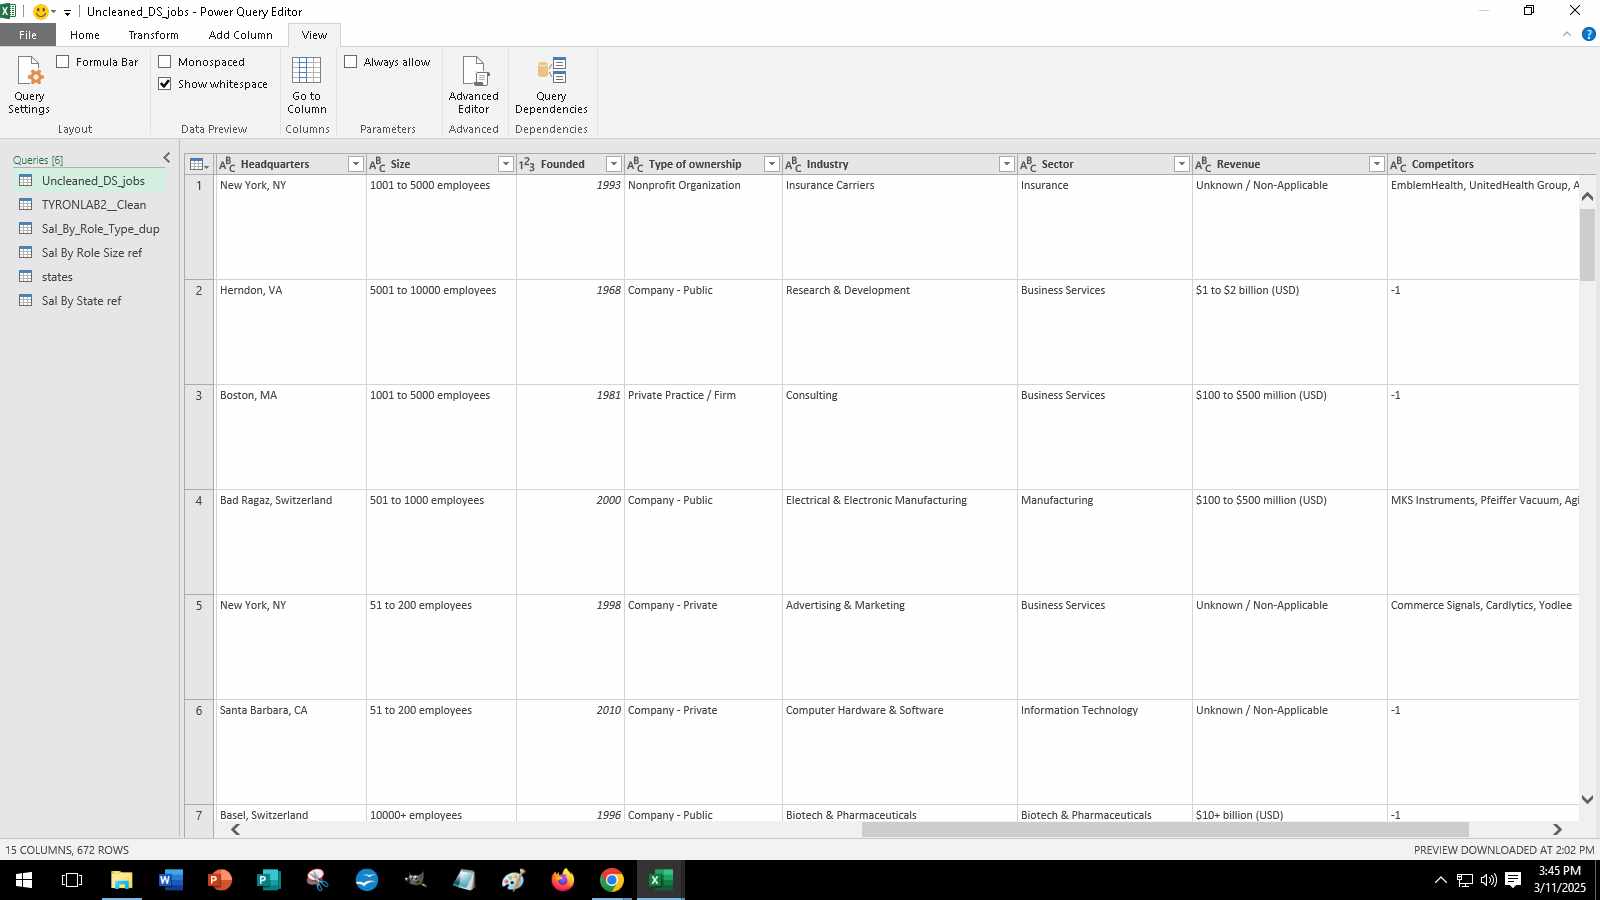 Uncleaned_DS_jobs - Power Query Editor
File Home Transform Add Column View
Query Settings
Formula Bar
Layout
Monospaced
Show whitespace
Data Preview
Go to Column
Columns
Always allow
Parameters
Advanced Editor
Advanced
Query Dependencies
Dependencies
Queries [6]
Uncleaned_DS_jobs
TYRONLAB2__Clean
Sal_By_Role_Type_dup
Sal By Role Size ref
states
Sal By State ref
Headquarters Size Founded Type of ownership Industry Sector Revenue Competitors
1 New York, NY 1001 to 5000 employees 1993 Nonprofit Organization Insurance Carriers Insurance Unknown / Non-Applicable EmblemHealth, UnitedHealth Group, A
2 Herndon, VA 5001 to 10000 employees 1968 Company - Public Research & Development Business Services $1 to $2 billion (USD) -1
3 Boston, MA 1001 to 5000 employees 1981 Private Practice / Firm Consulting Business Services $100 to $500 million (USD) -1
4 Bad Ragaz, Switzerland 501 to 1000 employees 2000 Company - Public Electrical & Electronic Manufacturing Manufacturing $100 to $500 million (USD) MKS Instruments, Pfeiffer Vacuum, Agi
5 New York, NY 51 to 200 employees 1998 Company - Private Advertising & Marketing Business Services Unknown / Non-Applicable Commerce Signals, Cardlytics, Yodlee
6 Santa Barbara, CA 51 to 200 employees 2010 Company - Private Computer Hardware & Software Information Technology Unknown / Non-Applicable -1
7 Basel, Switzerland 10000+ employees 1996 Company - Public Biotech & Pharmaceuticals Biotech & Pharmaceuticals $10+ billion (USD) -1
15 COLUMNS, 672 ROWS
PREVIEW DOWNLOADED AT 2:02 PM
3:45 PM
3/11/2025